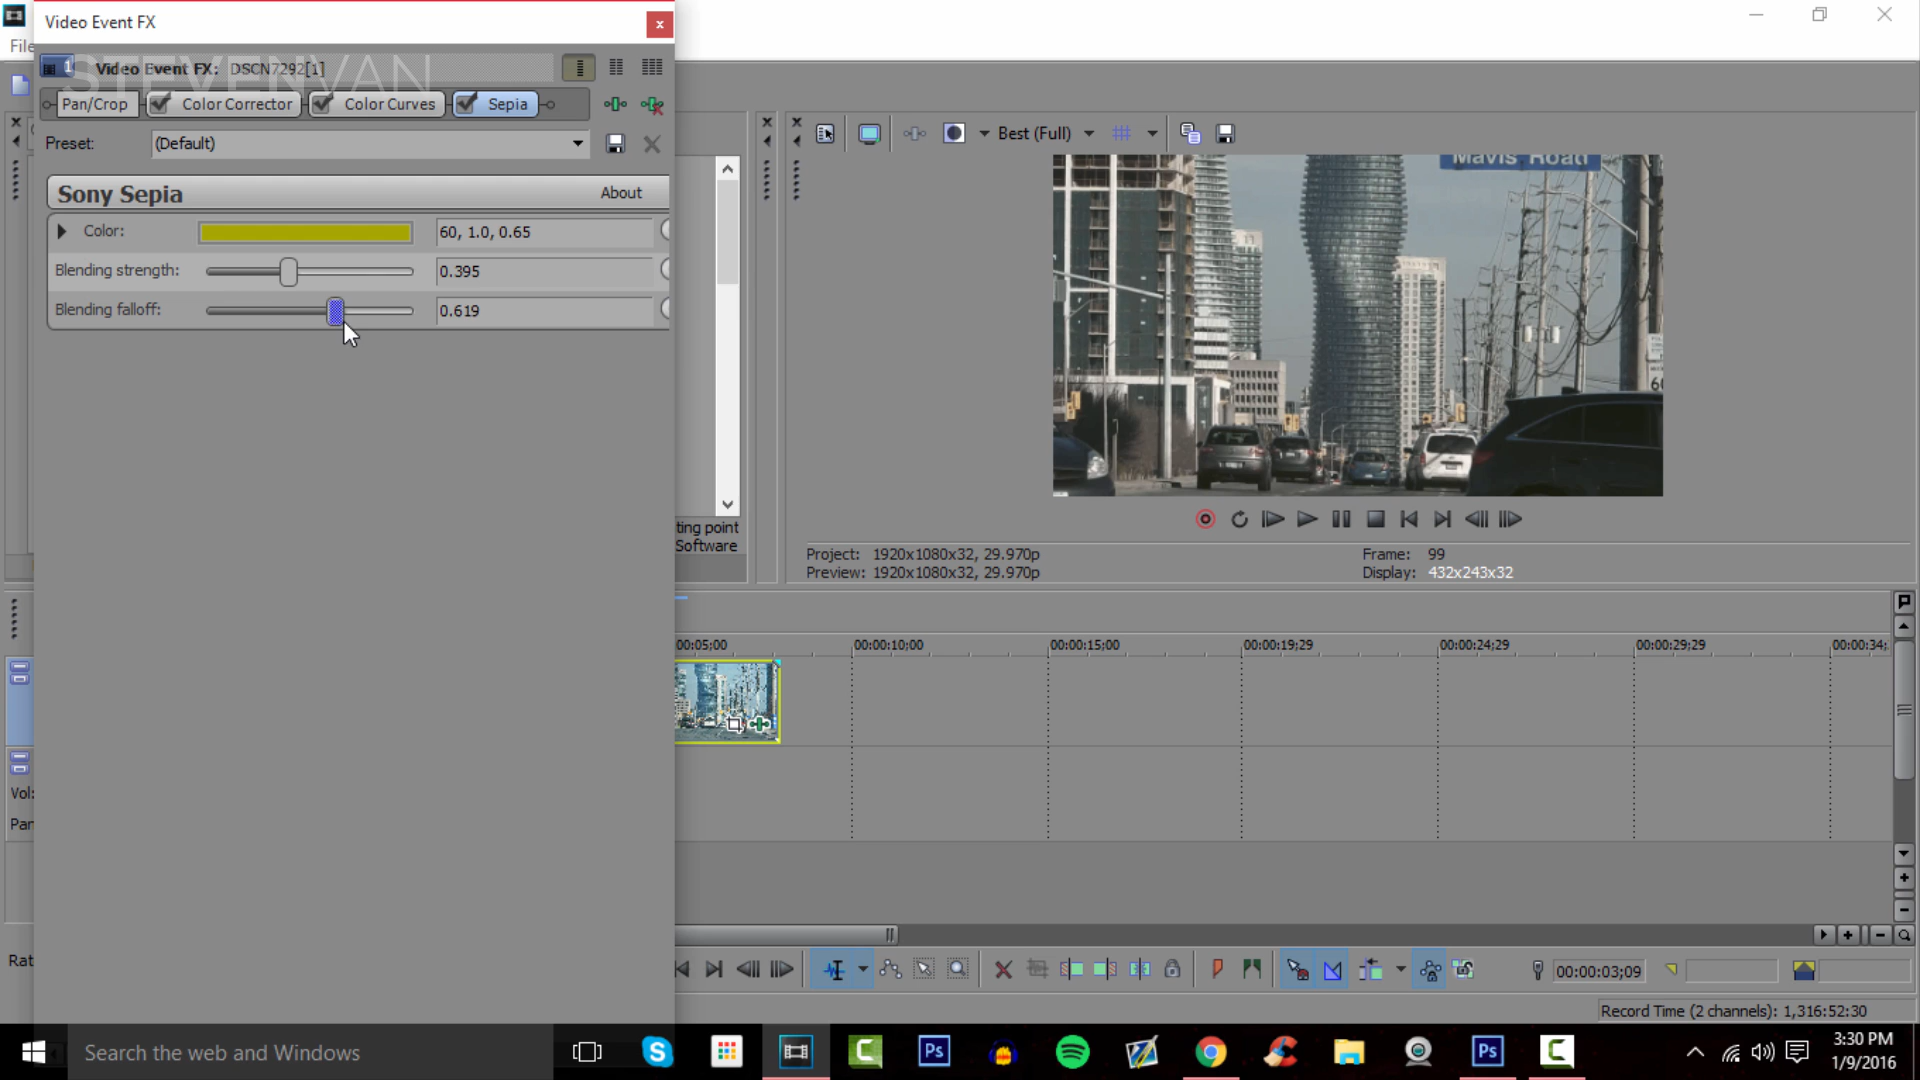 Video Event FX
x
File
STEVENVAN
Video Event FX: DSCN7292[1]
Pan/Crop
Color Corrector
Color Curves
Sepia
Preset:
(Default)
Sony Sepia
About
Color:
60, 1.0, 0.65
Blending strength:
0.395
Blending falloff:
0.619
Best (Full)
Mavis Road
ting point
Software
Project: 1920x1080x32, 29.970p
Preview: 1920x1080x32, 29.970p
Frame: 99
Display: 432x243x32
00:00:05;00
00:00:10;00
00:00:15;00
00:00:19;29
00:00:24;29
00:00:29;29
00:00:34;
Vol:
Pan
Rat
00:00:03;09
Record Time (2 channels): 1,316:52:30
Search the web and Windows
Ps
Ps
3:30 PM
1/9/2016